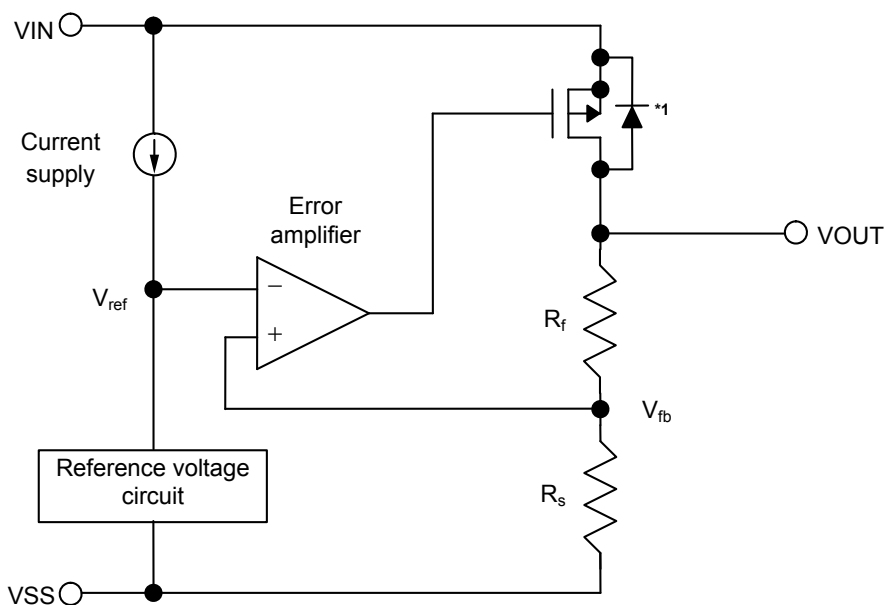 VIN
*1
Current
supply
Error
amplifier
VOUT
Vref
−
+
Rf
Vfb
Reference voltage
circuit
Rs
VSS